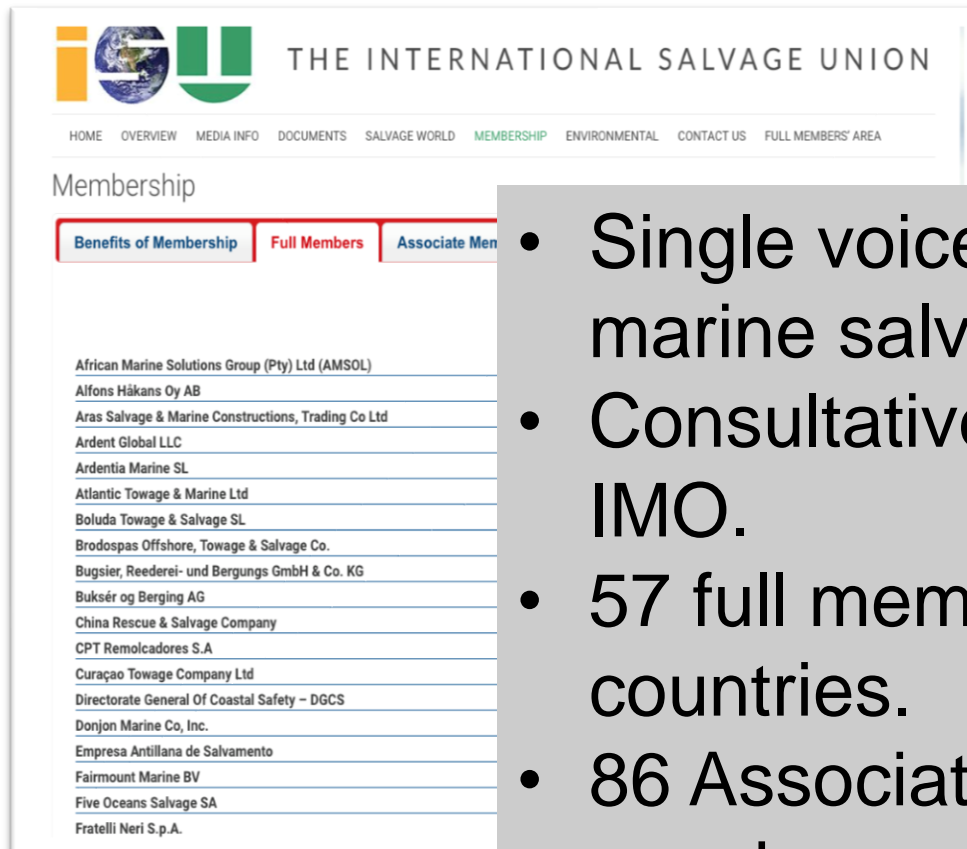 isu THE INTERNATIONAL SALVAGE UNION
HOME OVERVIEW MEDIA INFO DOCUMENTS SALVAGE WORLD MEMBERSHIP ENVIRONMENTAL CONTACT US FULL MEMBERS' AREA
Membership
Benefits of Membership Full Members Associate Mem
African Marine Solutions Group (Pty) Ltd (AMSOL)
Alfons Håkans Oy AB
Aras Salvage & Marine Constructions, Trading Co Ltd
Ardent Global LLC
Ardentia Marine SL
Atlantic Towage & Marine Ltd
Boluda Towage & Salvage SL
Brodospas Offshore, Towage & Salvage Co.
Bugsier, Reederei- und Bergungs GmbH & Co. KG
Buksér og Berging AG
China Rescue & Salvage Company
CPT Remolcadores S.A
Curaçao Towage Company Ltd
Directorate General Of Coastal Safety – DGCS
Donjon Marine Co, Inc.
Empresa Antillana de Salvamento
Fairmount Marine BV
Five Oceans Salvage SA
Fratelli Neri S.p.A.
• Single voice
marine salv
• Consultative
IMO.
• 57 full mem
countries.
• 86 Associat